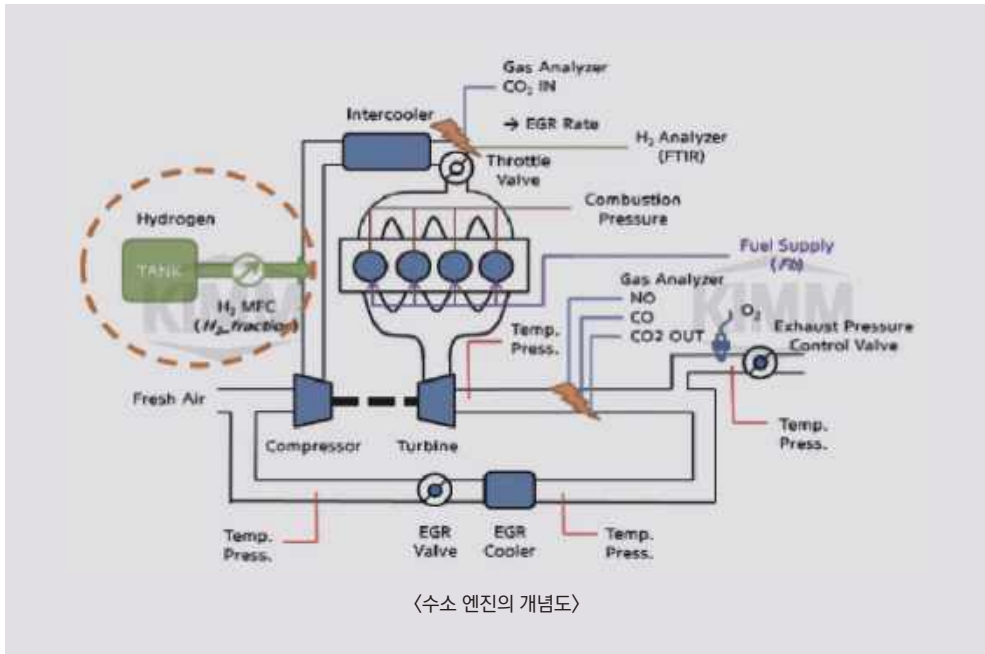 Gas Analyzer
CO₂ IN
Intercooler
→ EGR Rate
H₂ Analyzer
(FTIR)
Throttle
Valve
Combustion
Pressure
Hydrogen
TANK
Fuel Supply
Gas Analyzer
KIMM
KIMM
H₂ MFC
(H₂_fraction)
NO
CO
CO2 OUT
O₂
Exhaust Pressure
Control Valve
Temp.
Press.
Fresh Air
Temp.
Press.
Compressor
Turbine
Temp.
Press.
EGR
Valve
EGR
Cooler
Temp.
Press.
〈수소 엔진의 개념도〉